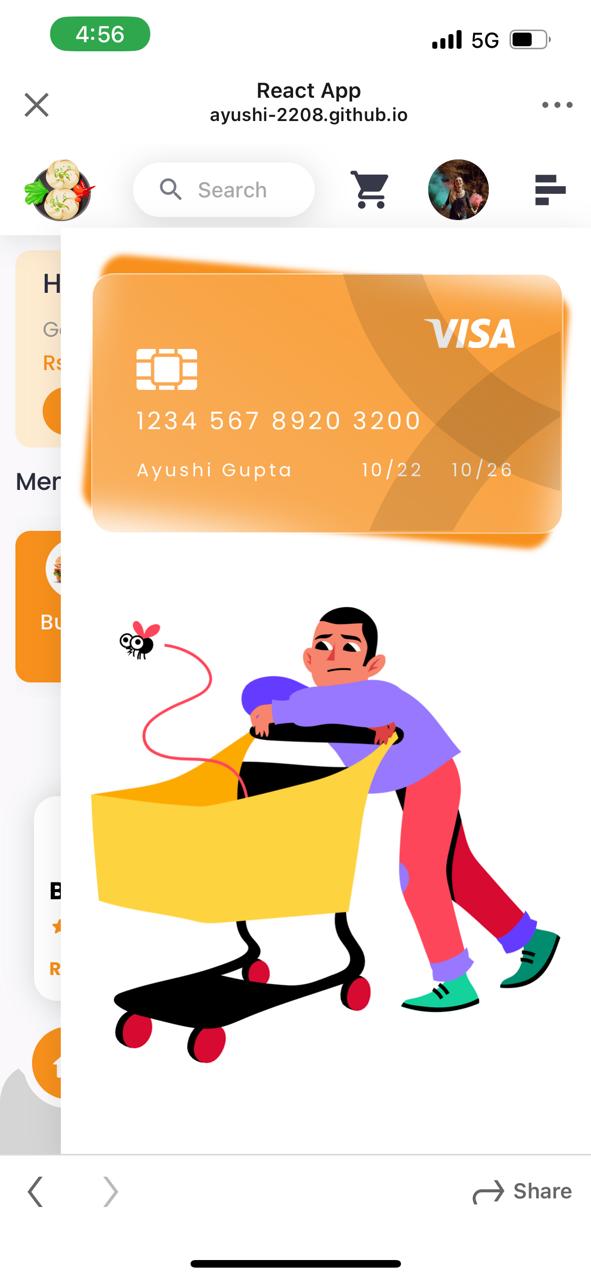 4:56
5G
React App
ayushi-2208.github.io
Search
H
VISA
1234 567 8920 3200
Ayushi Gupta 10/22 10/26
Rs
Mer
Bu
B
R
Share